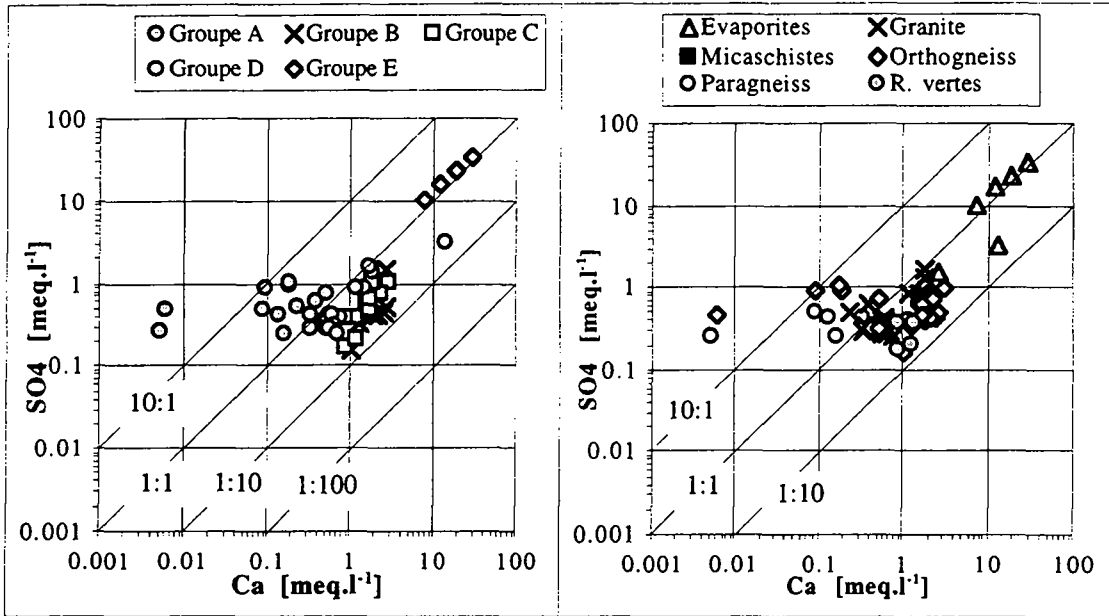 Groupe A Groupe B Groupe C
Groupe D Groupe E
SO4 [meq.l⁻¹]
100
10
1
0.1
0.01
0.001
10:1
1:1
1:10
1:100
0.001 0.01 0.1 1 10 100
Ca [meq.l⁻¹]
Evaporites Granite
Micaschistes Orthogneiss
Paragneiss R. vertes
SO4 [meq.l⁻¹]
100
10
1
0.1
0.01
0.001
10:1
1:1
1:10
0.001 0.01 0.1 1 10 100
Ca [meq.l⁻¹]